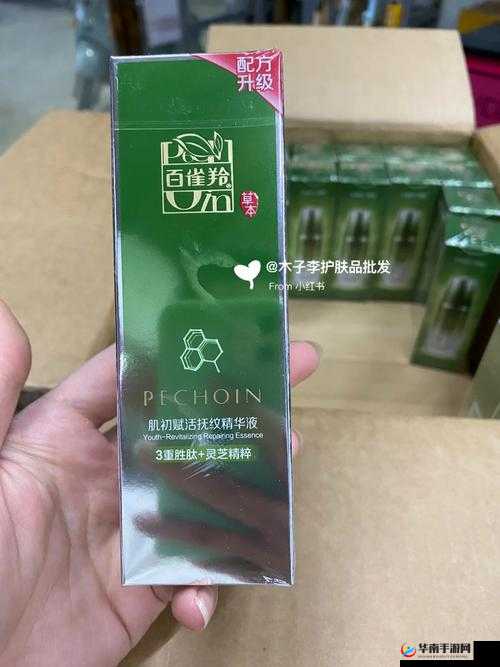 配方
升级
百雀羚®
草本
@木子李护肤品批发
From 小红书
PECHOIN
肌初赋活抚纹精华液
Youth-Revitalizing Repairing Essence
3重胜肽+灵芝精粹
华南手游网